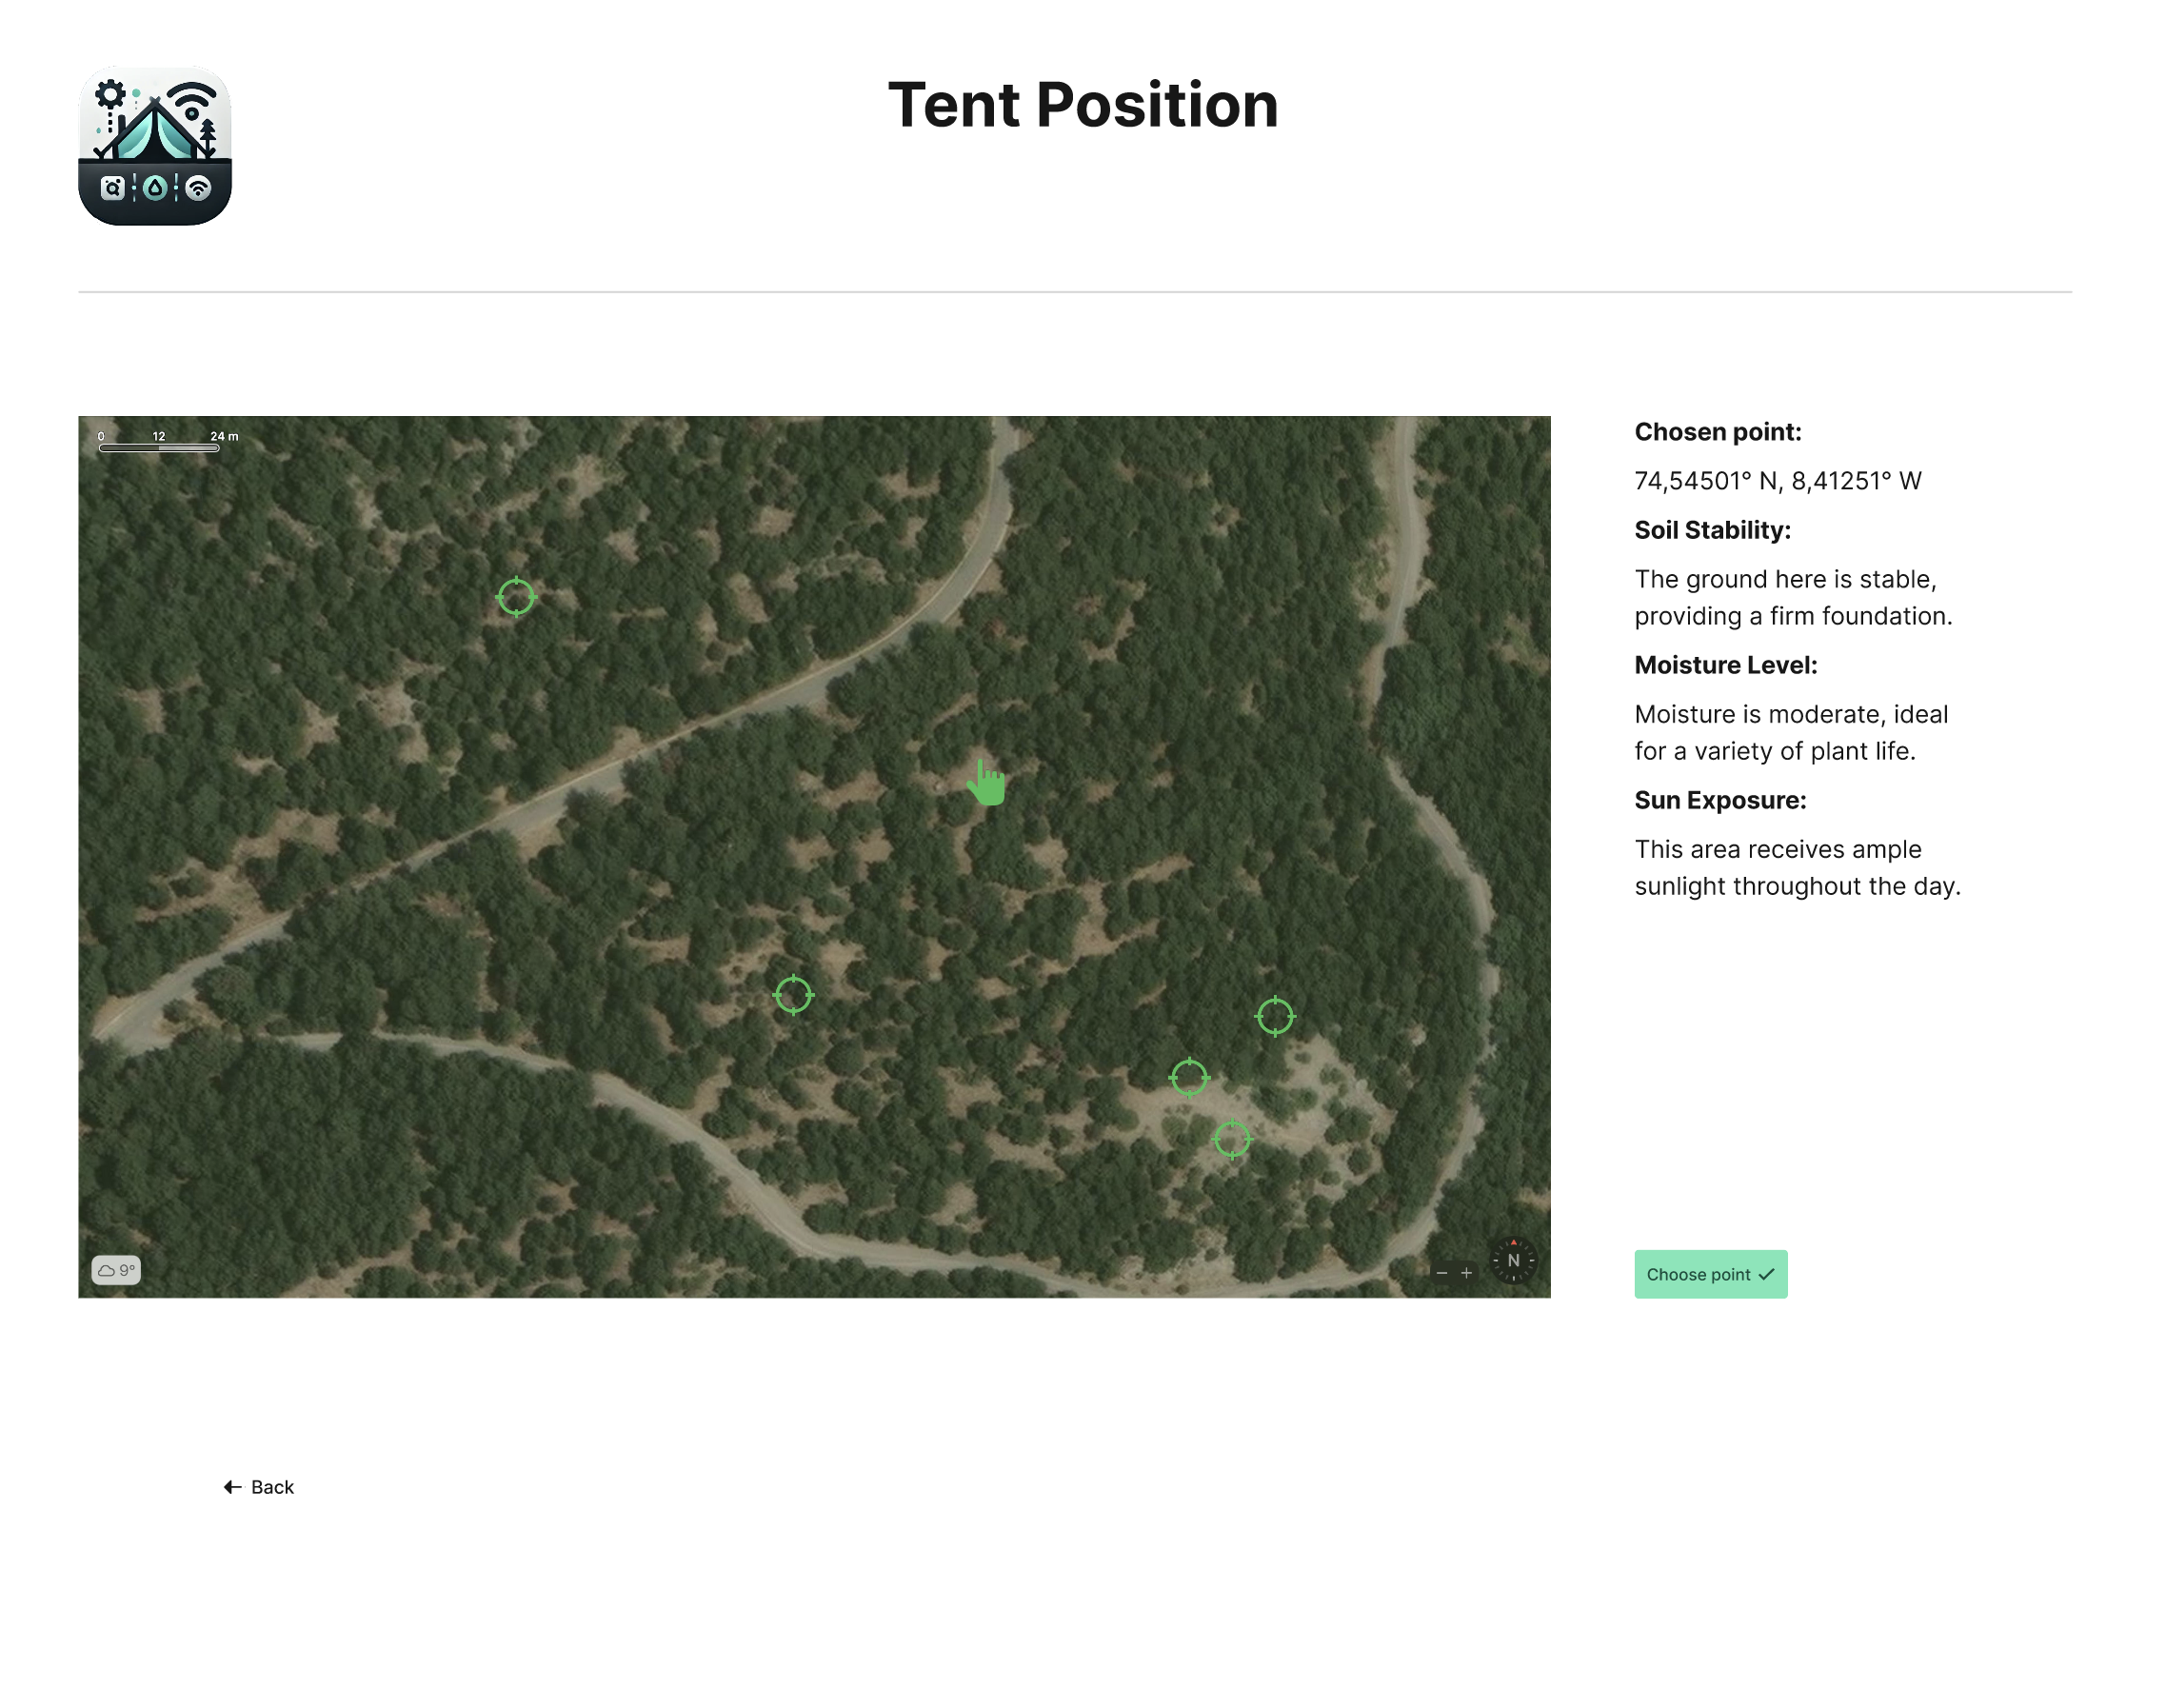 Tent Position
0 12 24 m
Chosen point:
74,54501° N, 8,41251° W
Soil Stability:
The ground here is stable,
providing a firm foundation.
Moisture Level:
Moisture is moderate, ideal
for a variety of plant life.
Sun Exposure:
This area receives ample
sunlight throughout the day.
9°
N
Choose point
Back